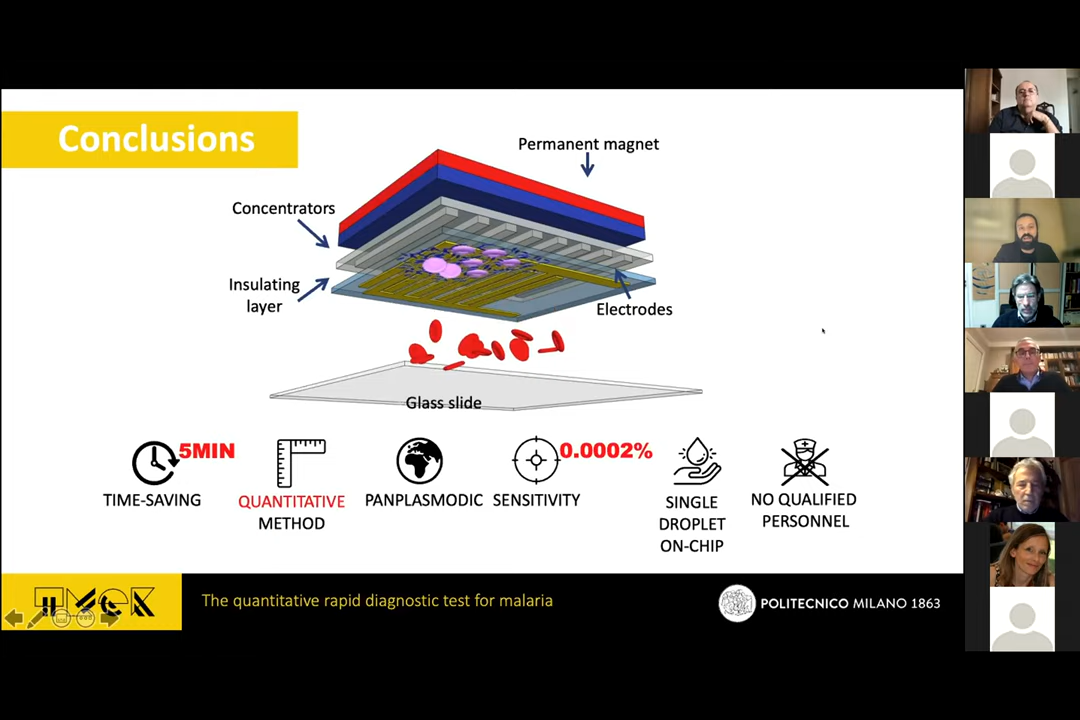 Conclusions
Permanent magnet
Concentrators
Insulating
layer
Electrodes
Glass slide
5MIN
0.0002%
TIME-SAVING
QUANTITATIVE
METHOD
PANPLASMODIC
SENSITIVITY
SINGLE
DROPLET
ON-CHIP
NO QUALIFIED
PERSONNEL
The quantitative rapid diagnostic test for malaria
POLITECNICO MILANO 1863